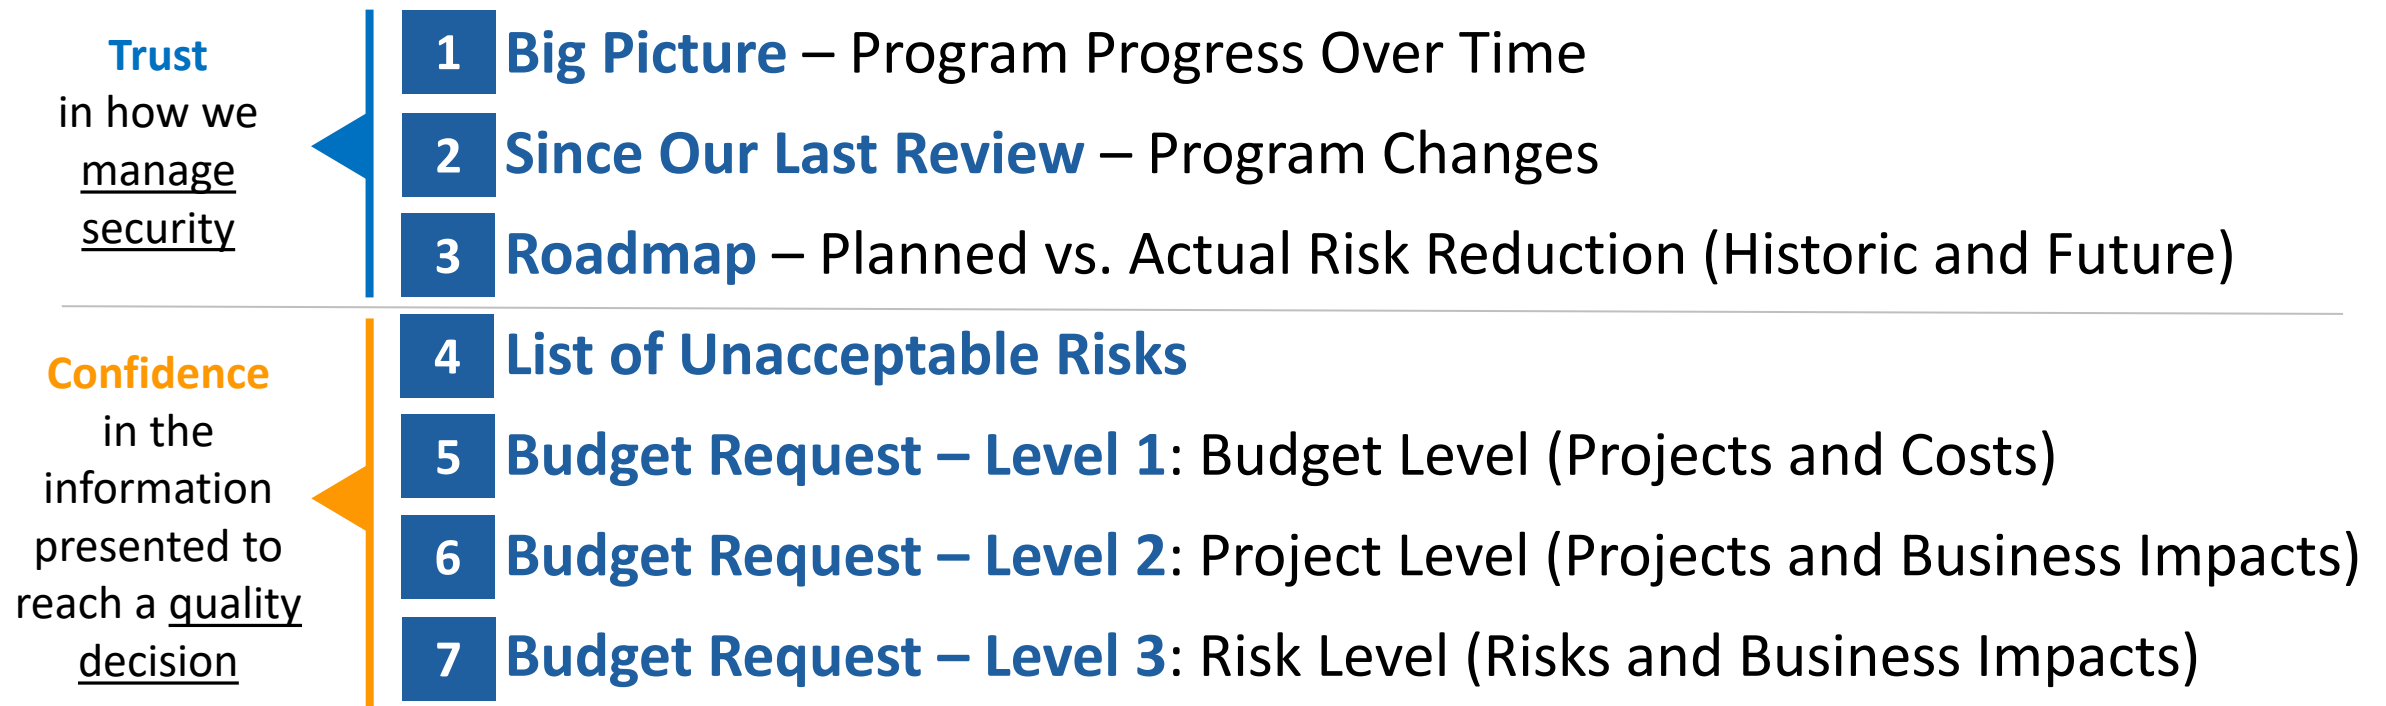 Trust
in how we
manage
security
1 Big Picture – Program Progress Over Time
2 Since Our Last Review – Program Changes
3 Roadmap – Planned vs. Actual Risk Reduction (Historic and Future)
Confidence
in the
information
presented to
reach a quality
decision
4 List of Unacceptable Risks
5 Budget Request – Level 1: Budget Level (Projects and Costs)
6 Budget Request – Level 2: Project Level (Projects and Business Impacts)
7 Budget Request – Level 3: Risk Level (Risks and Business Impacts)